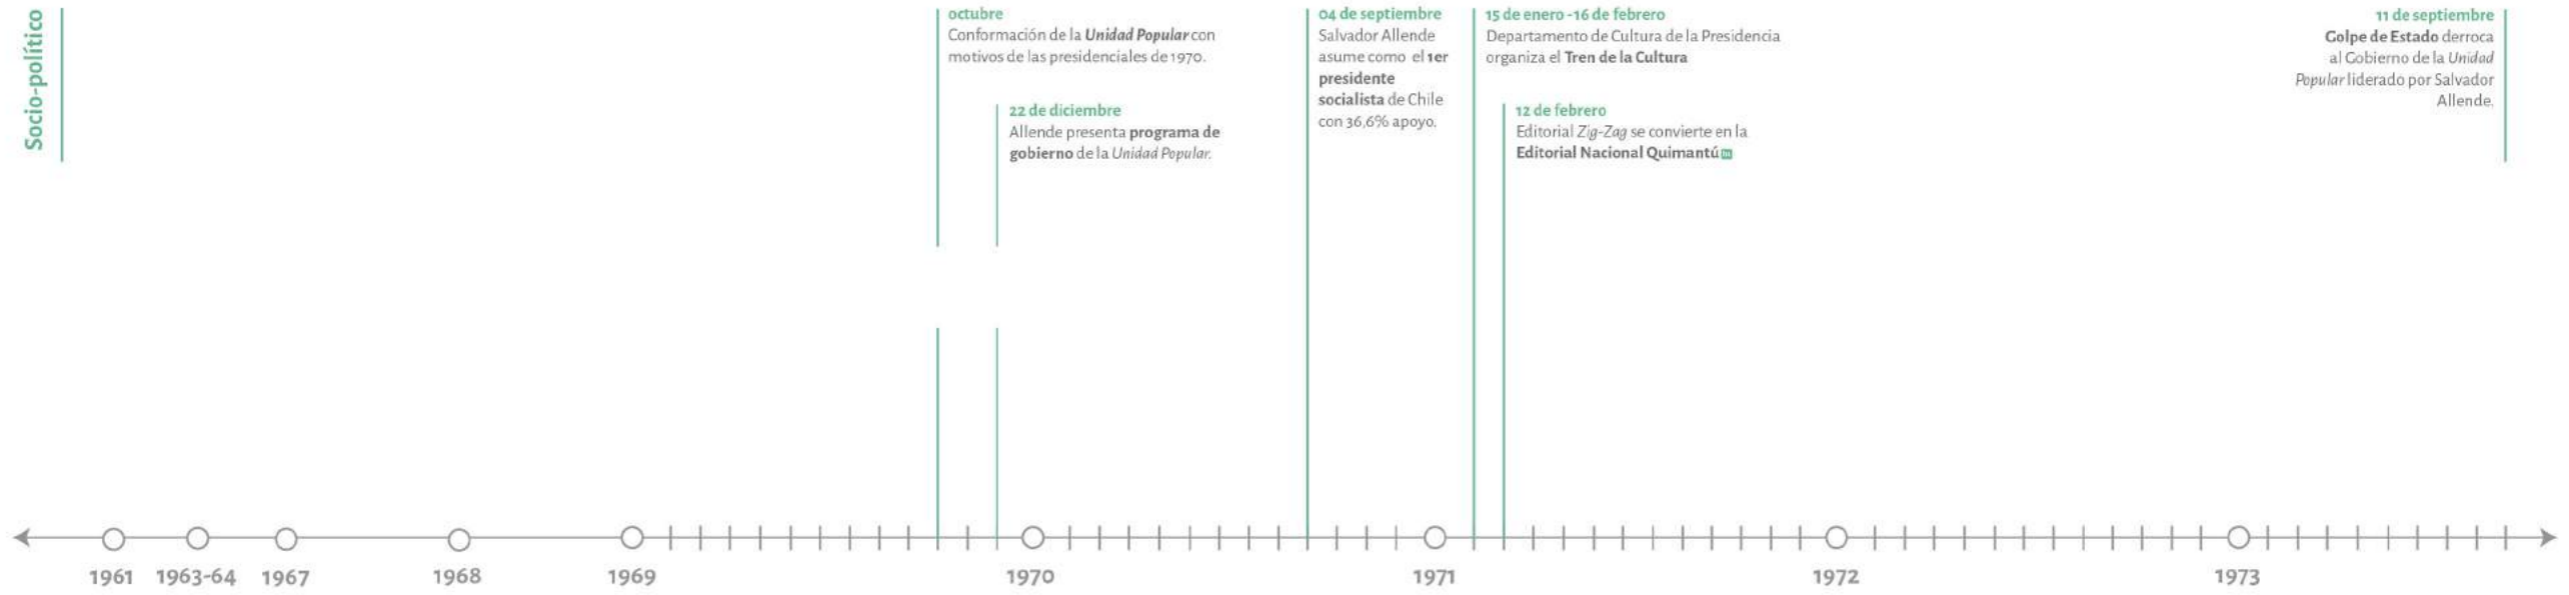 Socio-político
octubre
Conformación de la Unidad Popular con
motivos de las presidenciales de 1970.
22 de diciembre
Allende presenta programa de
gobierno de la Unidad Popular.
04 de septiembre
Salvador Allende
asume como el 1er
presidente
socialista de Chile
con 36,6% apoyo.
15 de enero -16 de febrero
Departamento de Cultura de la Presidencia
organiza el Tren de la Cultura
12 de febrero
Editorial Zig-Zag se convierte en la
Editorial Nacional Quimantú
11 de septiembre
Golpe de Estado derroca
al Gobierno de la Unidad
Popular liderado por Salvador
Allende.
1961 1963-64 1967 1968 1969 1970 1971 1972 1973